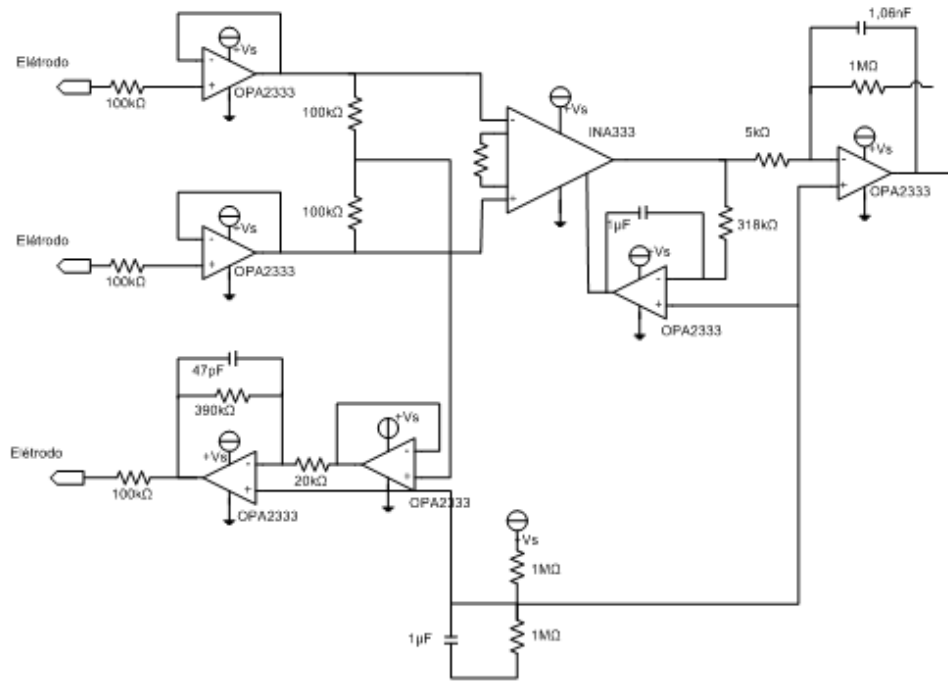 1,06nF
Elétrodo
+Vs
1MΩ
100kΩ
OPA2333
100kΩ
+Vs
INA333
5kΩ
+Vs
OPA2333
Elétrodo
+Vs
100kΩ
1µF
318kΩ
100kΩ
OPA2333
+Vs
OPA2333
47pF
390kΩ
+Vs
Elétrodo
+Vs
100kΩ
20kΩ
OPA2333
OPA2333
+Vs
1MΩ
1µF
1MΩ